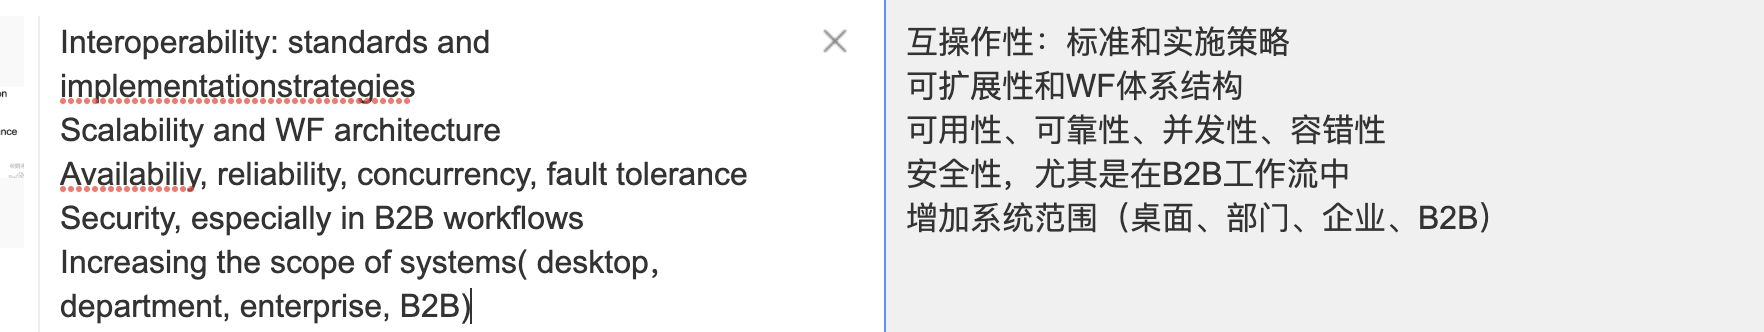 Interoperability: standards and
implementationstrategies
Scalability and WF architecture
Availabiliy, reliability, concurrency, fault tolerance
Security, especially in B2B workflows
Increasing the scope of systems( desktop，
department, enterprise, B2B)
互操作性：标准和实施策略
可扩展性和WF体系结构
可用性、可靠性、并发性、容错性
安全性，尤其是在B2B工作流中
增加系统范围（桌面、部门、企业、B2B）